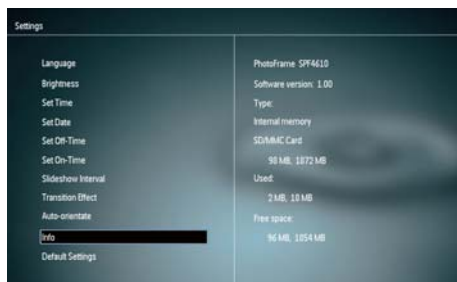 Settings
Language
Brightness
Set Time
Set Date
Set Off-Time
Set On-Time
Slideshow Interval
Transition Effect
Auto-orientate
Info
Default Settings
PhotoFrame SPF4610
Software version: 1.00
Type:
Internal memory
SD/MMC Card
98 MB, 1872 MB
Used:
2 MB, 18 MB
Free space:
96 MB, 1054 MB